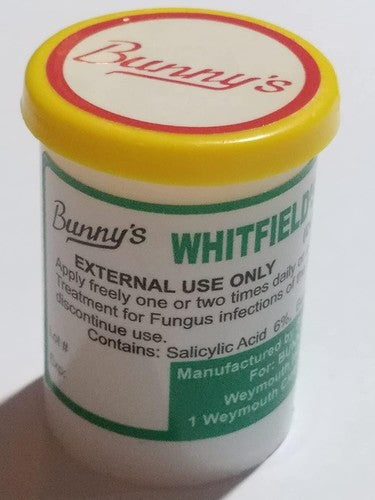 Bunny's
Bunny's
WHITFIELD'S
EXTERNAL USE ONLY
Apply freely one or two times daily
Treatment for Fungus infections of
discontinue use.
Contains: Salicylic Acid 6%,
Lot #
Exp:
Manufactured by
For:
Weymouth
1 Weymouth